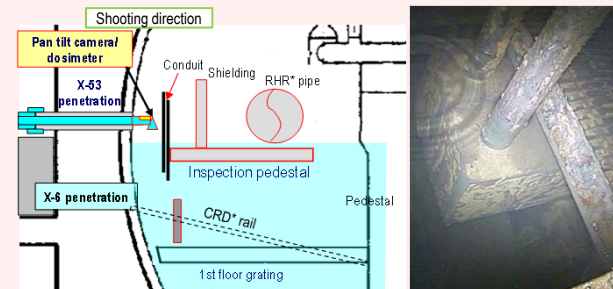 Shooting direction
Pan tilt camera/
dosimeter
Conduit
Shielding
RHR* pipe
X-53
penetration
Inspection pedestal
X-6 penetration
Pedestal
CRD* rail
1st floor grating